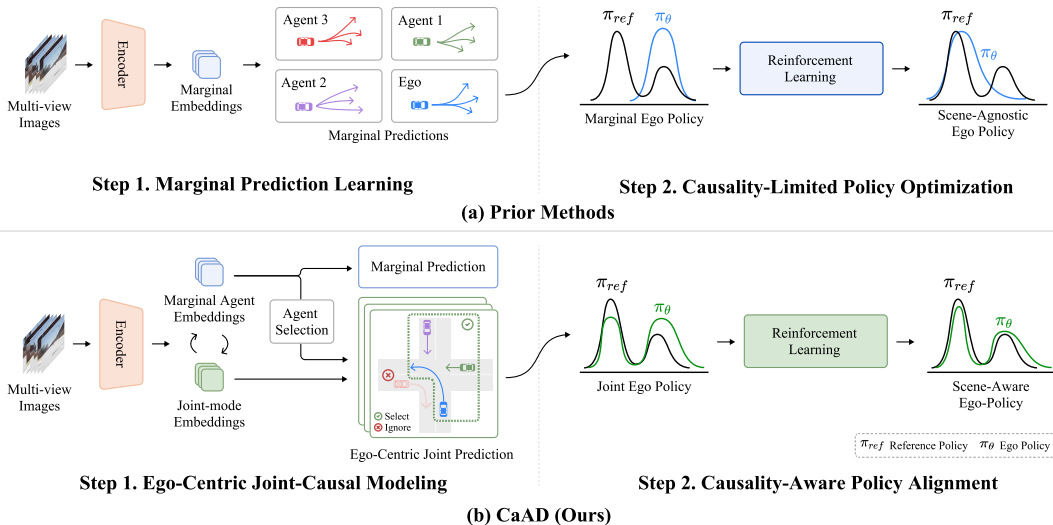 Multi-view
Images
Encoder
Marginal
Embeddings
Agent 3
Agent 1
Agent 2
Ego
Marginal Predictions
π_ref
π_θ
Marginal Ego Policy
Reinforcement
Learning
π_ref
π_θ
Scene-Agnostic
Ego Policy
Step 1. Marginal Prediction Learning
Step 2. Causality-Limited Policy Optimization
(a) Prior Methods
Multi-view
Images
Encoder
Marginal Agent
Embeddings
Joint-mode
Embeddings
Agent
Selection
Marginal Prediction
Select
Ignore
Ego-Centric Joint Prediction
π_ref
π_θ
Joint Ego Policy
Reinforcement
Learning
π_ref
π_θ
Scene-Aware
Ego-Policy
π_ref Reference Policy π_θ Ego Policy
Step 1. Ego-Centric Joint-Causal Modeling
Step 2. Causality-Aware Policy Alignment
(b) CaAD (Ours)